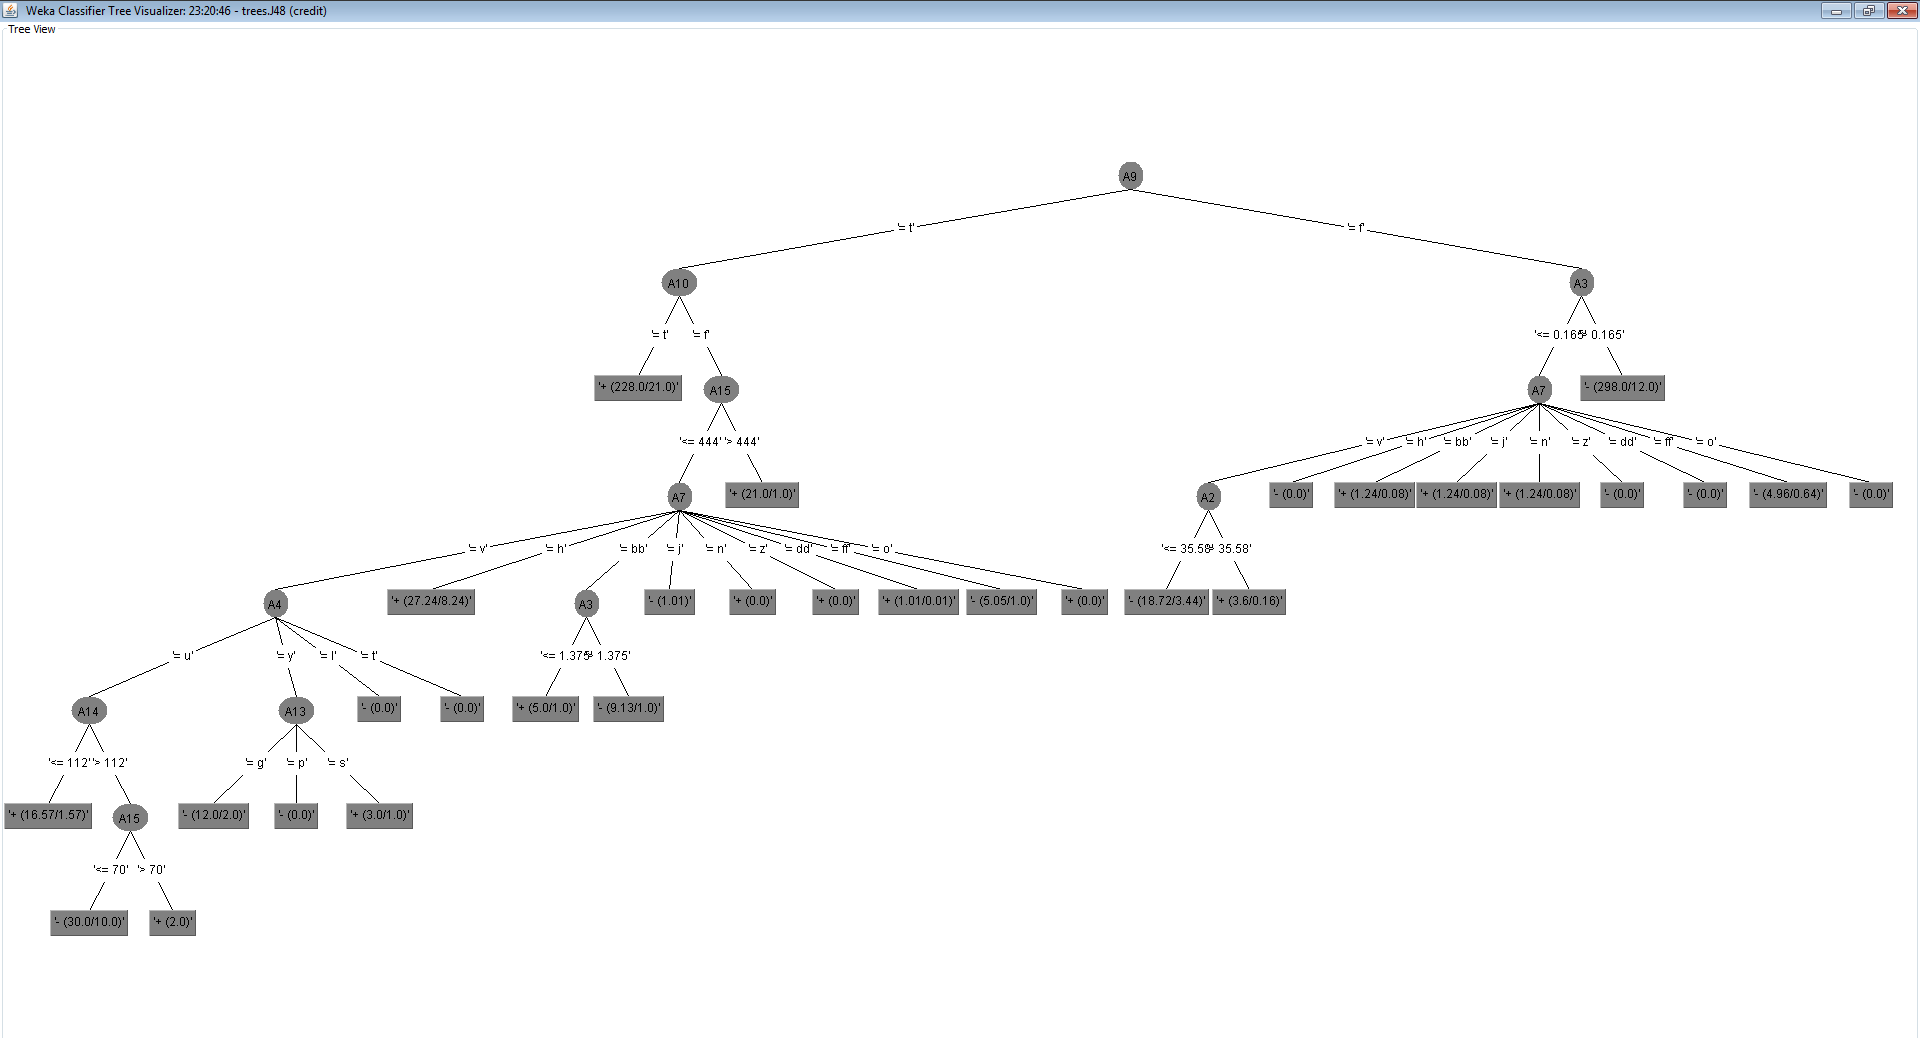 Weka Classifier Tree Visualizer: 23:20:46 - trees.J48 (credit)
Tree View
A9
'= t' '= f'
A10 A3
'= t' '= f' '<= 0.165' '> 0.165'
'+ (228.0/21.0)' A15 A7 '- (298.0/12.0)'
'<= 444' '> 444' '= v' '= h' '= bb' '= j' '= n' '= z' '= dd' '= ff' '= o'
A7 '+ (21.0/1.0)' A2 '- (0.0)' '+ (1.24/0.08)' '+ (1.24/0.08)' '+ (1.24/0.08)' '- (0.0)' '- (0.0)' '- (4.96/0.64)' '- (0.0)'
'= v' '= h' '= bb' '= j' '= n' '= z' '= dd' '= ff' '= o' '<= 35.58' '> 35.58'
A4 '+ (27.24/8.24)' A3 '- (1.01)' '+ (0.0)' '+ (0.0)' '+ (1.01/0.01)' '- (5.05/1.0)' '+ (0.0)' '- (18.72/3.44)' '+ (3.6/0.16)'
'= u' '= y' '= l' '= t' '<= 1.375' '> 1.375'
A14 A13 '- (0.0)' '- (0.0)' '+ (5.0/1.0)' '- (9.13/1.0)'
'<= 112' '> 112' '= g' '= p' '= s'
'+ (16.57/1.57)' A15 '- (12.0/2.0)' '- (0.0)' '+ (3.0/1.0)'
'<= 70' '> 70'
'- (30.0/10.0)' '+ (2.0)'